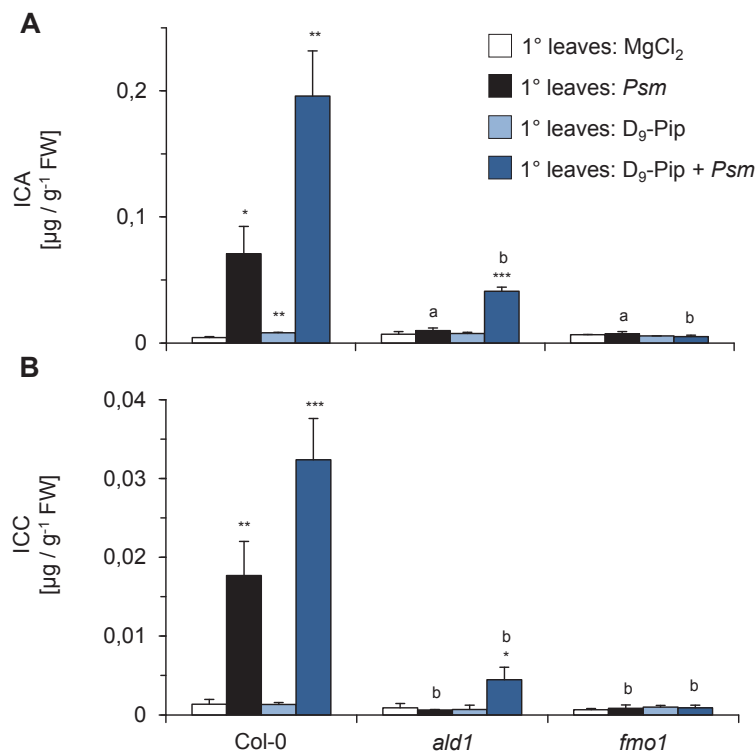 A
1° leaves: MgCl₂
1° leaves: Psm
1° leaves: D₉-Pip
1° leaves: D₉-Pip + Psm
ICA
[µg / g⁻¹ FW]
0,2
0,1
0
*
**
**
a
b
***
a
b
B
ICC
[µg / g⁻¹ FW]
0,04
0,03
0,02
0,01
0
**
***
b
b
*
b
b
Col-0
ald1
fmo1